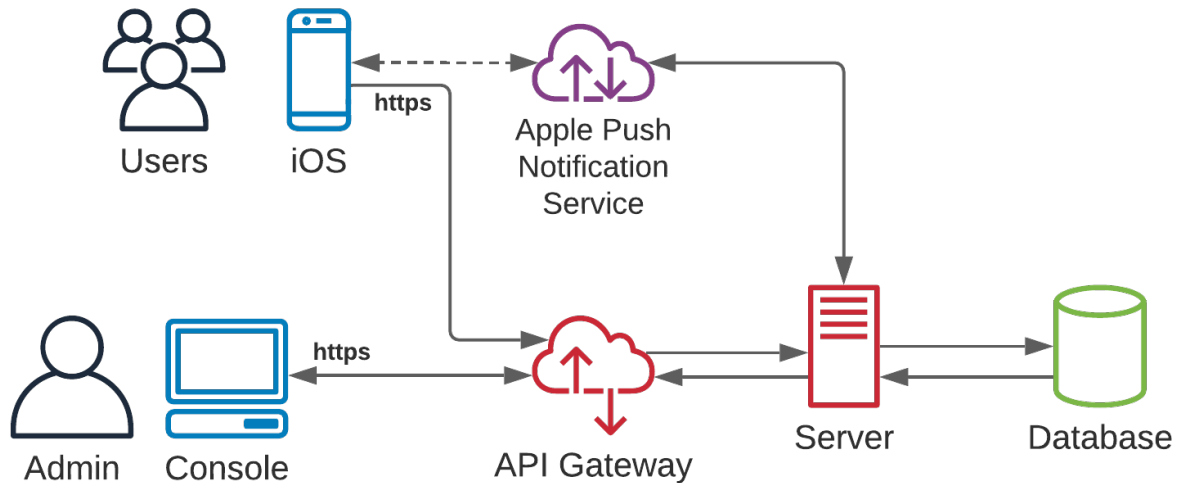 https
Users
iOS
Apple Push
Notification
Service
https
Admin
Console
API Gateway
Server
Database